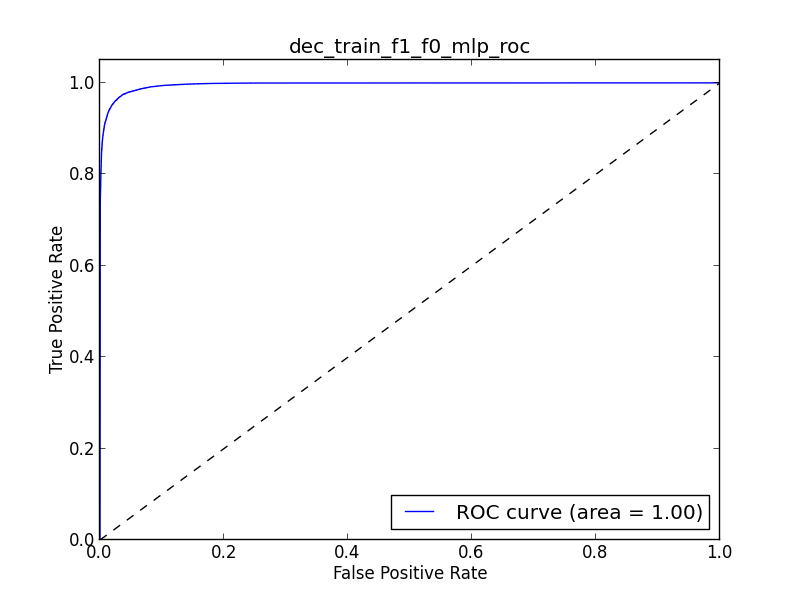 dec_train_f1_f0_mlp_roc
1.0
0.8
0.6
0.4
0.2
0.0
True Positive Rate
ROC curve (area = 1.00)
0.0 0.2 0.4 0.6 0.8 1.0
False Positive Rate